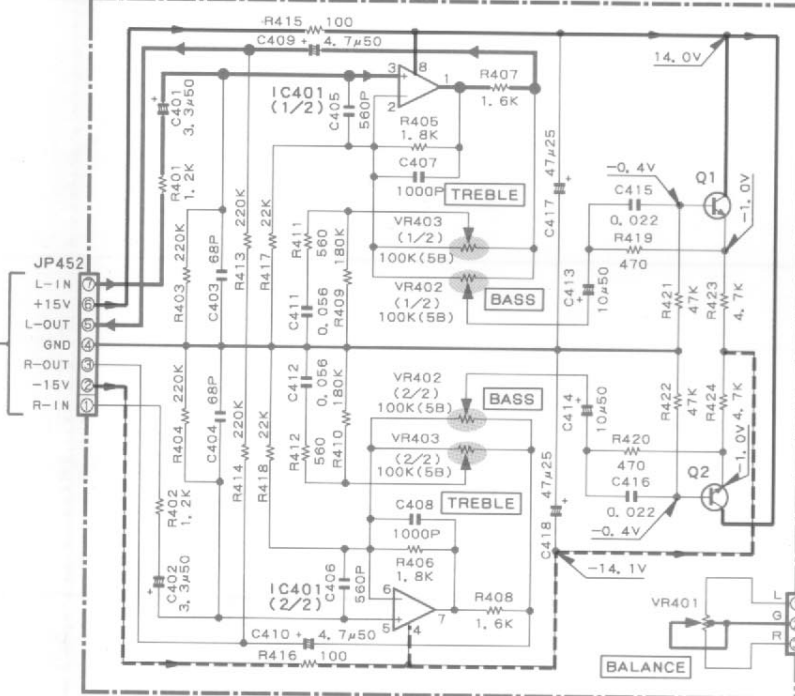 R415 100
C409 + 4.7µ50
14.0V
3
8
1
2
IC401
(1/2)
C405
560P
R407
1.6K
R405
1.8K
C407
1000P
C401
3.3µ50
R401
1.2K
TREBLE
47µ25
C417
-0.4V
Q1
-1.0V
C415
0.022
R419
470
VR403
(1/2)
100K(5B)
VR402
(1/2)
100K(5B)
BASS
C413
10µ50
R421
47K
R423
4.7K
220K
R403
68P
C403
220K
R413
22K
R417
R411
560
180K
R409
C411
0.056
JP452
L-IN 7
+15V 6
L-OUT 5
GND 4
R-OUT 3
-15V 2
R-IN 1
220K
R404
68P
C404
220K
R414
22K
R418
C412
0.056
180K
R410
R412
560
VR402
(2/2)
100K(5B)
BASS
VR403
(2/2)
100K(5B)
TREBLE
C414
10µ50
R422
47K
R424
4.7K
R420
470
C416
0.022
Q2
-1.0V
-0.4V
47µ25
C418
-14.1V
C408
1000P
R406
1.8K
R402
1.2K
C402
3.3µ50
IC401
(2/2)
C406
560P
6
5
4
7
R408
1.6K
C410 + 4.7µ50
R416 100
VR401
L
G
R
BALANCE